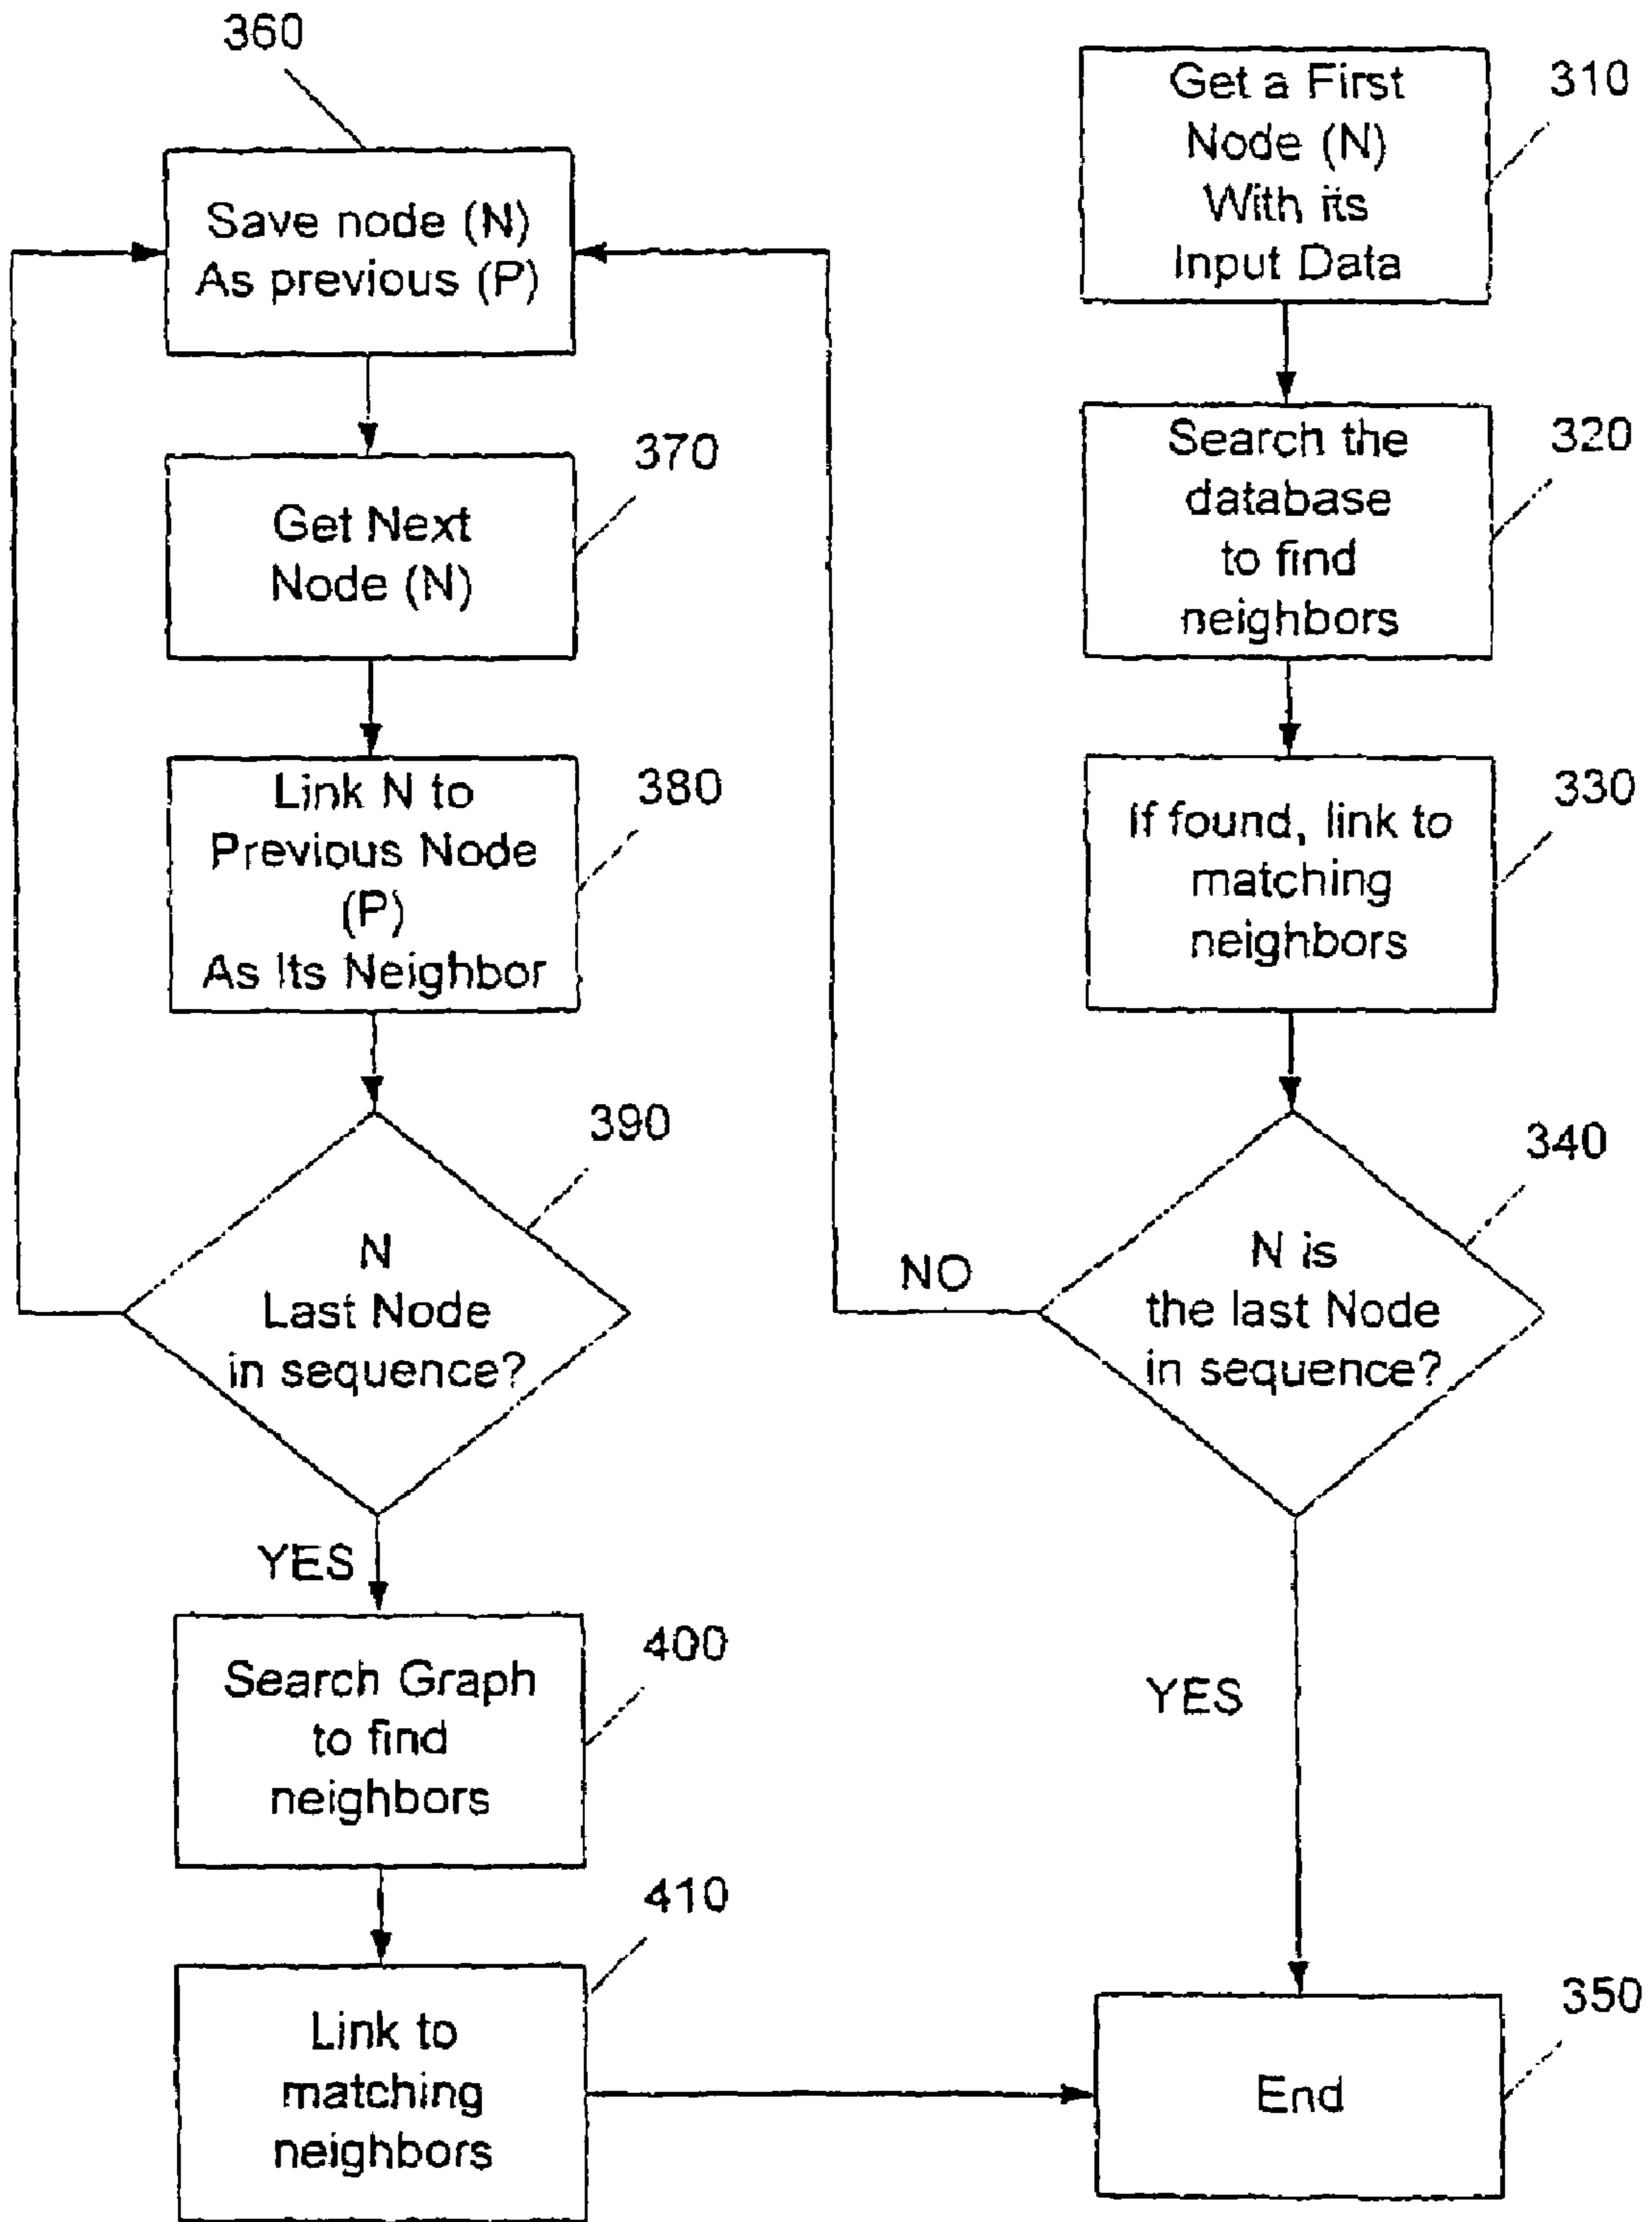 360
Save node (N)
As previous (P)
370
Get Next
Node (N)
380
Link N to
Previous Node
(P)
As Its Neighbor
390
N
Last Node
in sequence?
YES
400
Search Graph
to find
neighbors
410
Link to
matching
neighbors
310
Get a First
Node (N)
With its
Input Data
320
Search the
database
to find
neighbors
330
If found, link to
matching
neighbors
340
N is
the last Node
in sequence?
NO
YES
350
End